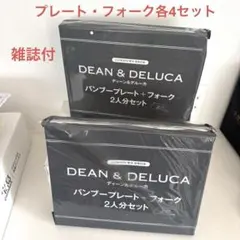 プレート・フォーク各4セット
雑誌付
DEAN & DELUCA
ディーン&デルーカ
バンブープレート+フォーク
2人分セット
DEAN & DELUCA
ディーン&デルーカ
バンブープレート+フォーク
2人分セット